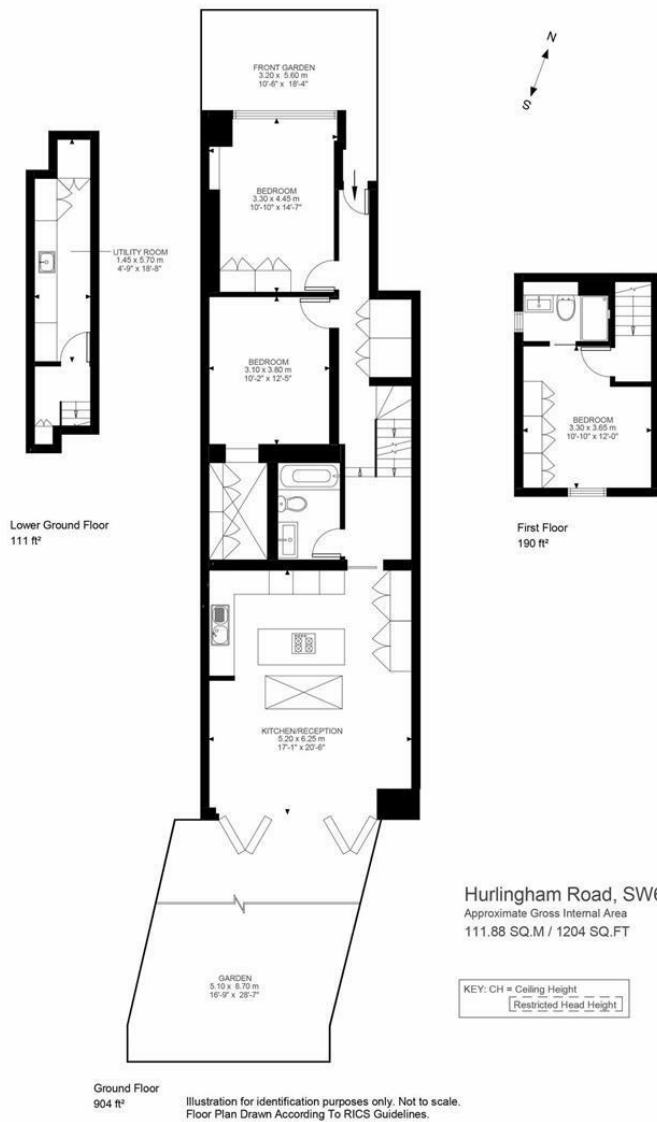 N
S
FRONT GARDEN
3.20 x 5.60 m
10'-6" x 18'-4"
BEDROOM
3.30 x 4.45 m
10'-10" x 14'-7"
UTILITY ROOM
1.45 x 5.70 m
4'-9" x 18'-8"
BEDROOM
3.10 x 3.80 m
10'-2" x 12'-5"
BEDROOM
3.30 x 3.65 m
10'-10" x 12'-0"
Lower Ground Floor
111 ft²
First Floor
190 ft²
KITCHEN/RECEPTION
5.20 x 6.25 m
17'-1" x 20'-6"
Hurlingham Road, SW6
Approximate Gross Internal Area
111.88 SQ.M / 1204 SQ.FT
GARDEN
5.10 x 8.70 m
16'-9" x 28'-7"
KEY: CH = Ceiling Height
Restricted Head Height
Ground Floor
904 ft²
Illustration for identification purposes only. Not to scale.
Floor Plan Drawn According To RICS Guidelines.